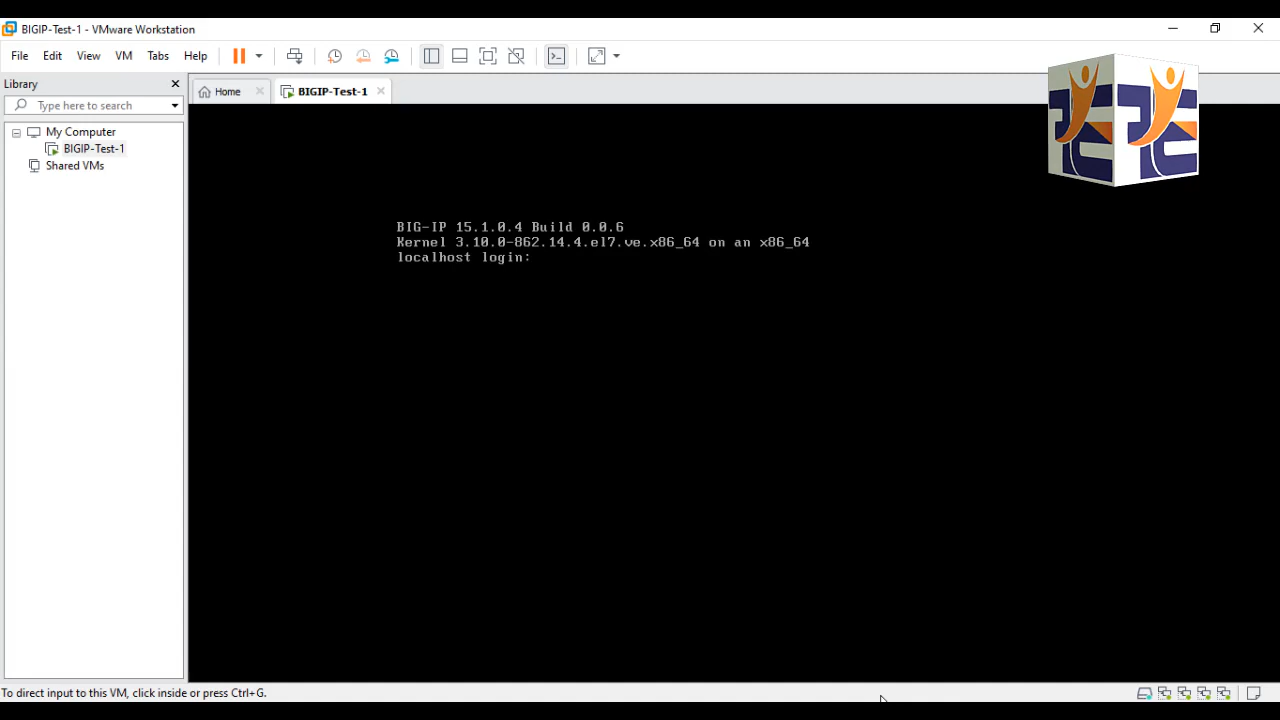 BIGIP-Test-1 - VMware Workstation
File Edit View VM Tabs Help
Library
Type here to search
My Computer
BIGIP-Test-1
Shared VMs
Home
BIGIP-Test-1
BIG-IP 15.1.0.4 Build 0.0.6
Kernel 3.10.0-862.14.4.el7.ve.x86_64 on an x86_64
localhost login:
To direct input to this VM, click inside or press Ctrl+G.